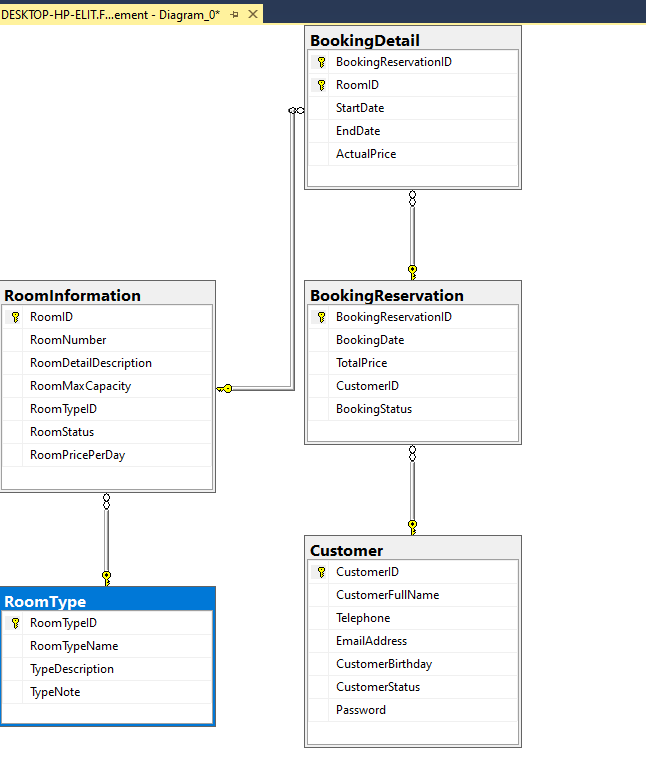 DESKTOP-HP-ELIT.F...ement - Diagram_0*
BookingDetail
BookingReservationID
RoomID
StartDate
EndDate
ActualPrice
RoomInformation
RoomID
RoomNumber
RoomDetailDescription
RoomMaxCapacity
RoomTypeID
RoomStatus
RoomPricePerDay
BookingReservation
BookingReservationID
BookingDate
TotalPrice
CustomerID
BookingStatus
RoomType
RoomTypeID
RoomTypeName
TypeDescription
TypeNote
Customer
CustomerID
CustomerFullName
Telephone
EmailAddress
CustomerBirthday
CustomerStatus
Password